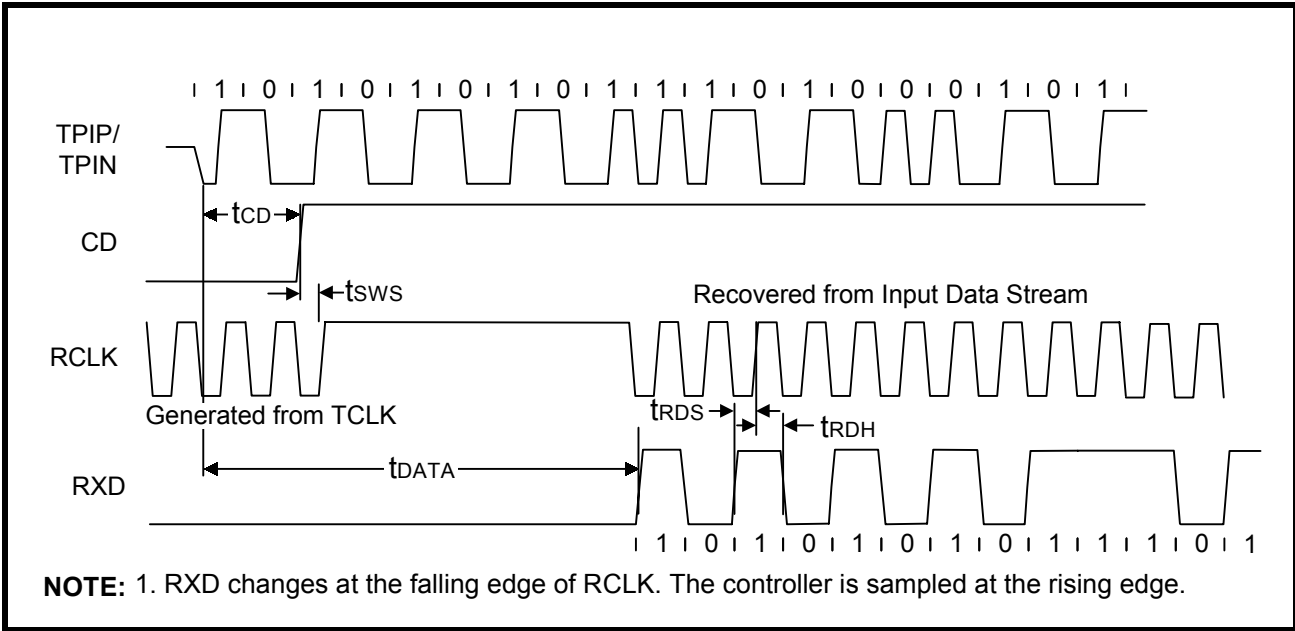 ı 1 ı 0 ı 1 ı 0 ı 1 ı 0 ı 1 ı 0 ı 1 ı 1 ı 1 ı 0 ı 1 ı 0 ı 0 ı 0 ı 1 ı 0 ı 1 ı
TPIP/
TPIN
tCD
CD
tSWS
Recovered from Input Data Stream
RCLK
Generated from TCLK
tRDS
tRDH
tDATA
RXD
ı 1 ı 0 ı 1 ı 0 ı 1 ı 0 ı 1 ı 0 ı 1 ı 1 ı 1 ı 0 ı 1
NOTE: 1. RXD changes at the falling edge of RCLK. The controller is sampled at the rising edge.